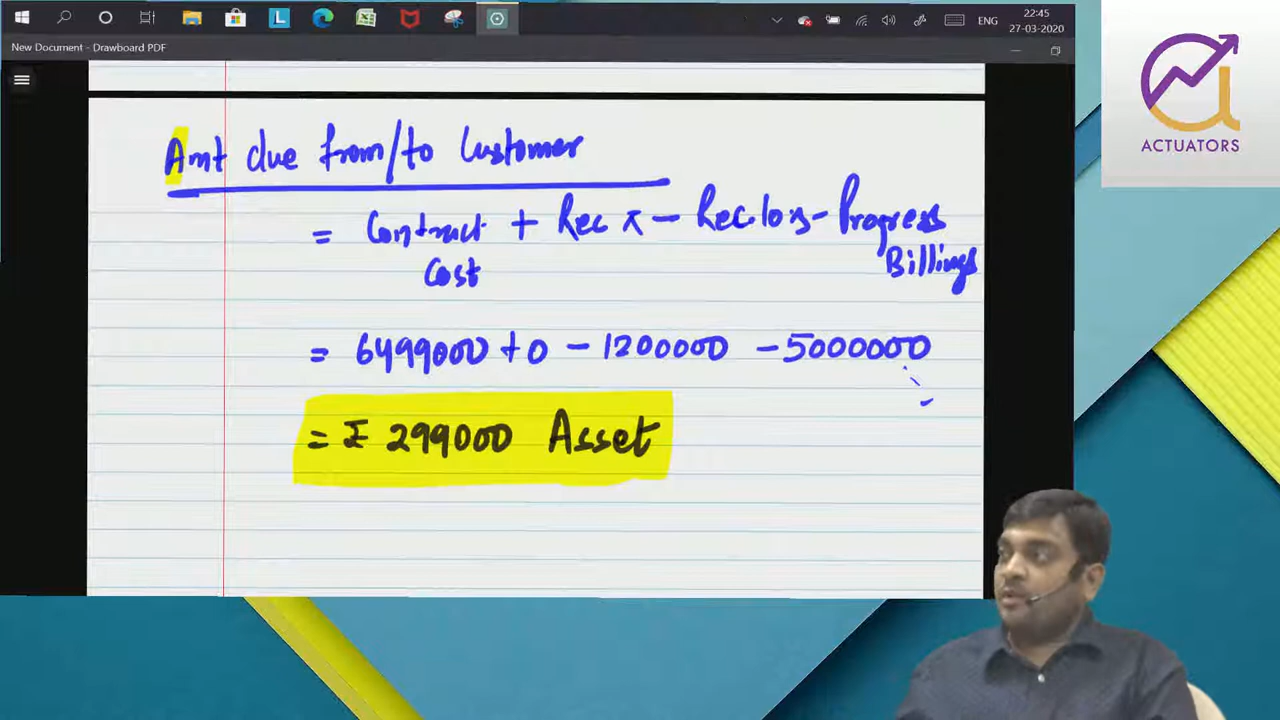 22:45
ENG
27-03-2020
New Document - Drawboard PDF
ACTUATORS
Amt due from/to Customer
= Contract Cost + Rec π - Rec. loss - Progress Billings
= 6499000 + 0 - 1200000 - 5000000
= ₹ 299000 Asset